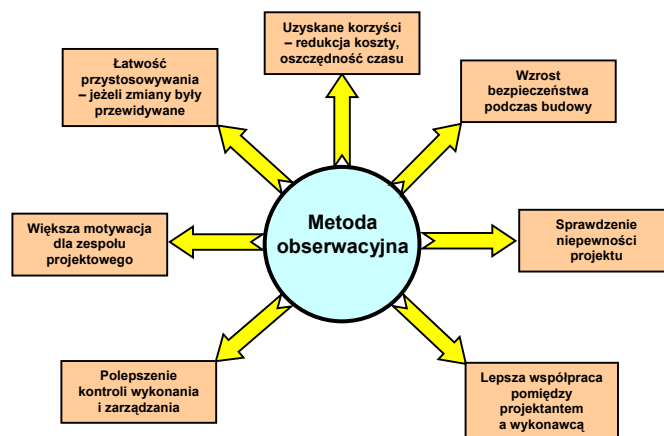 Uzyskane korzyści
– redukcja koszty,
oszczędność czasu
Łatwość
przystosowywania
– jeżeli zmiany były
przewidywane
Wzrost
bezpieczeństwa
podczas budowy
Metoda
obserwacyjna
Większa motywacja
dla zespołu
projektowego
Sprawdzenie
niepewności
projektu
Polepszenie
kontroli wykonania
i zarządzania
Lepsza współpraca
pomiędzy
projektantem
a wykonawcą